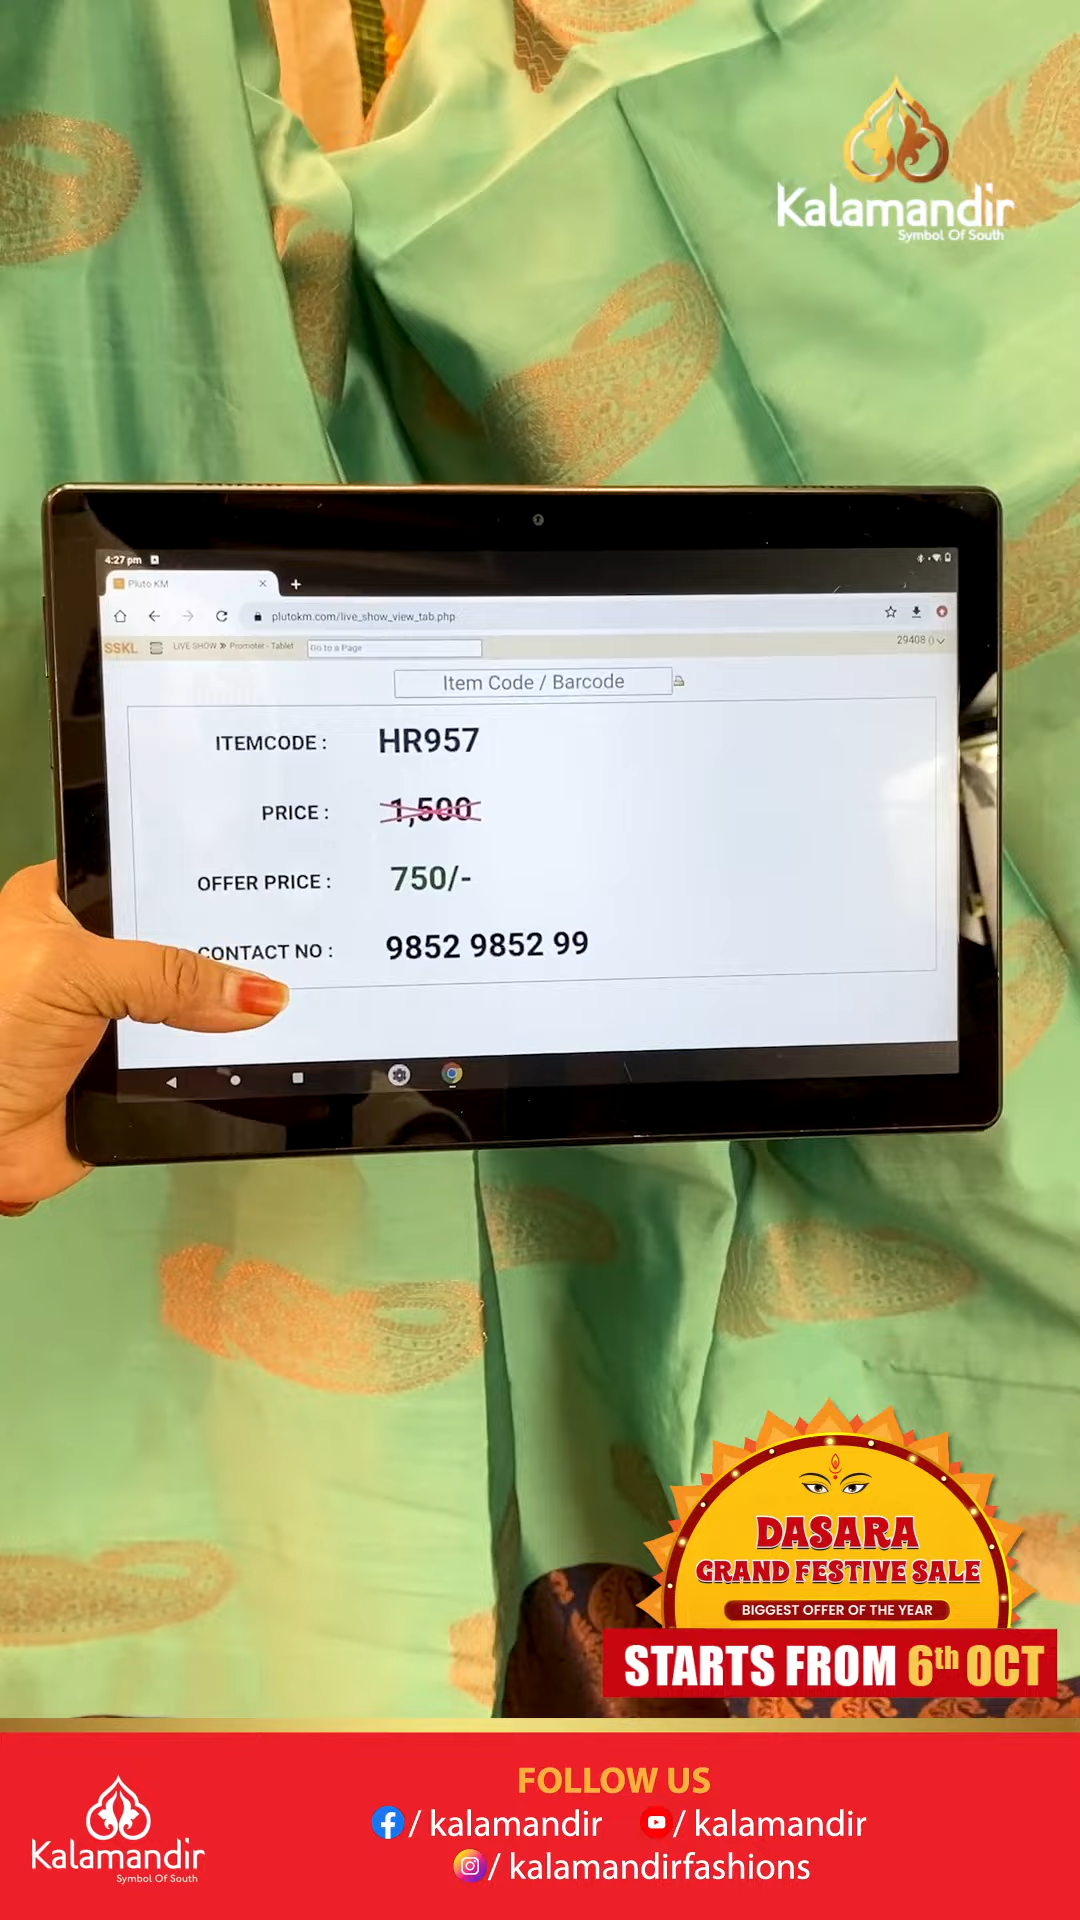 Kalamandir
Symbol Of South
4:27 pm
Pluto KM
plutokm.com/live_show_view_tab.php
SSKL LIVE SHOW » Promoter - Tablet Go to a Page 29408 ()
Item Code / Barcode
ITEMCODE : HR957
PRICE : 1,500
OFFER PRICE : 750/-
CONTACT NO : 9852 9852 99
DASARA
GRAND FESTIVE SALE
BIGGEST OFFER OF THE YEAR
STARTS FROM 6th OCT
FOLLOW US
/ kalamandir / kalamandir
/ kalamandirfashions
Kalamandir
Symbol Of South